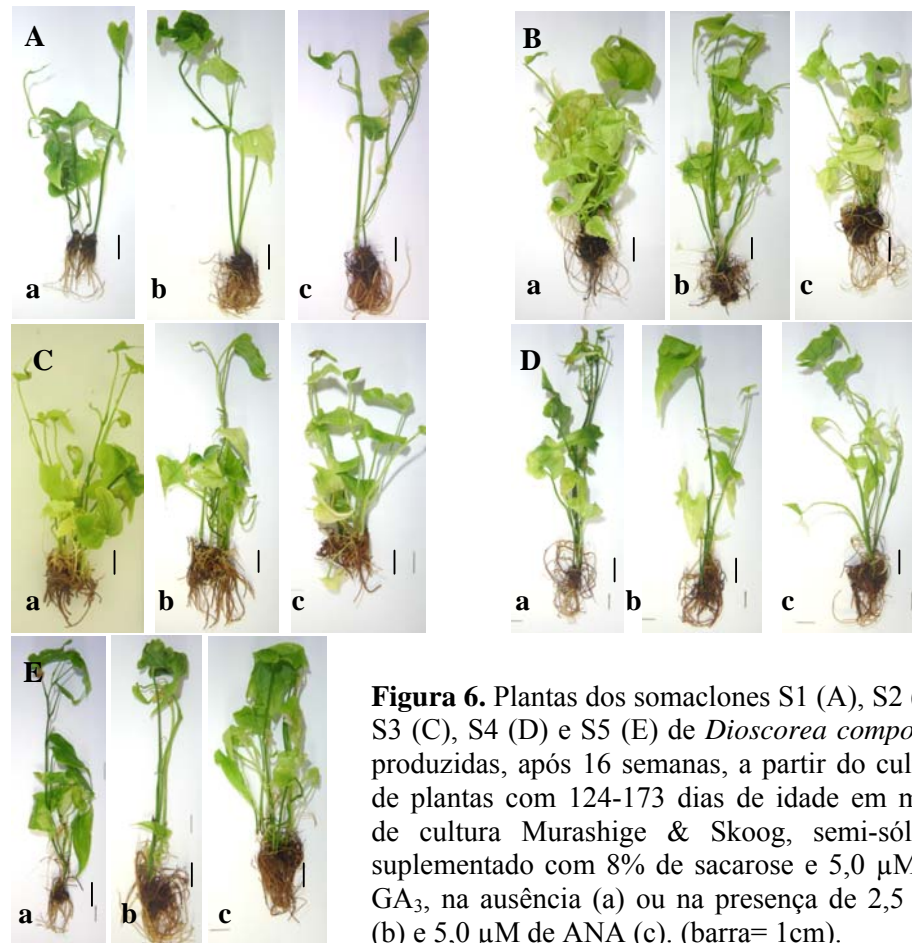 A
B
a
b
c
a
b
c
C
D
a
b
c
a
b
c
E
a
b
c
Figura 6. Plantas dos somaclones S1 (A), S2 (
S3 (C), S4 (D) e S5 (E) de Dioscorea compo
produzidas, após 16 semanas, a partir do cul
de plantas com 124-173 dias de idade em m
de cultura Murashige & Skoog, semi-sól
suplementado com 8% de sacarose e 5,0 µM
GA₃, na ausência (a) ou na presença de 2,5
(b) e 5,0 µM de ANA (c). (barra= 1cm).